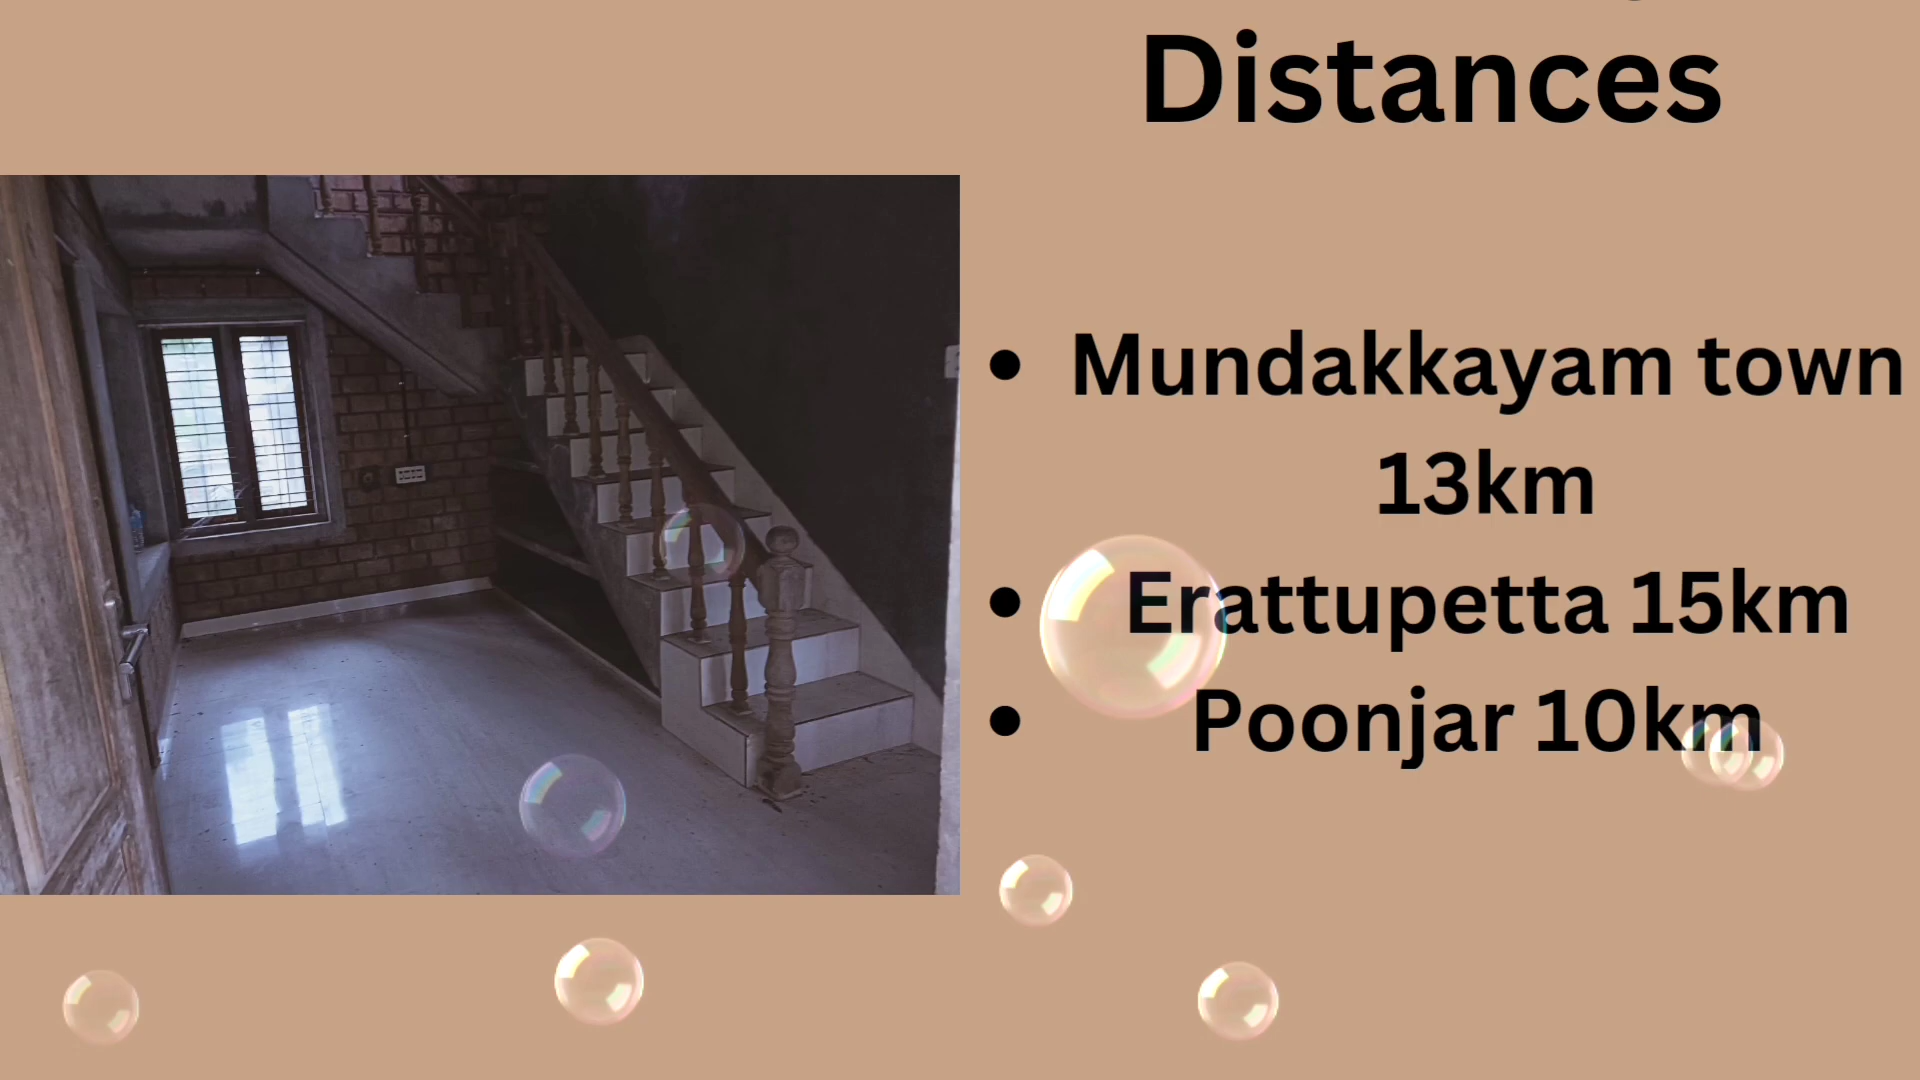 Distances
• Mundakkayam town
13km
• Erattupetta 15km
• Poonjar 10km